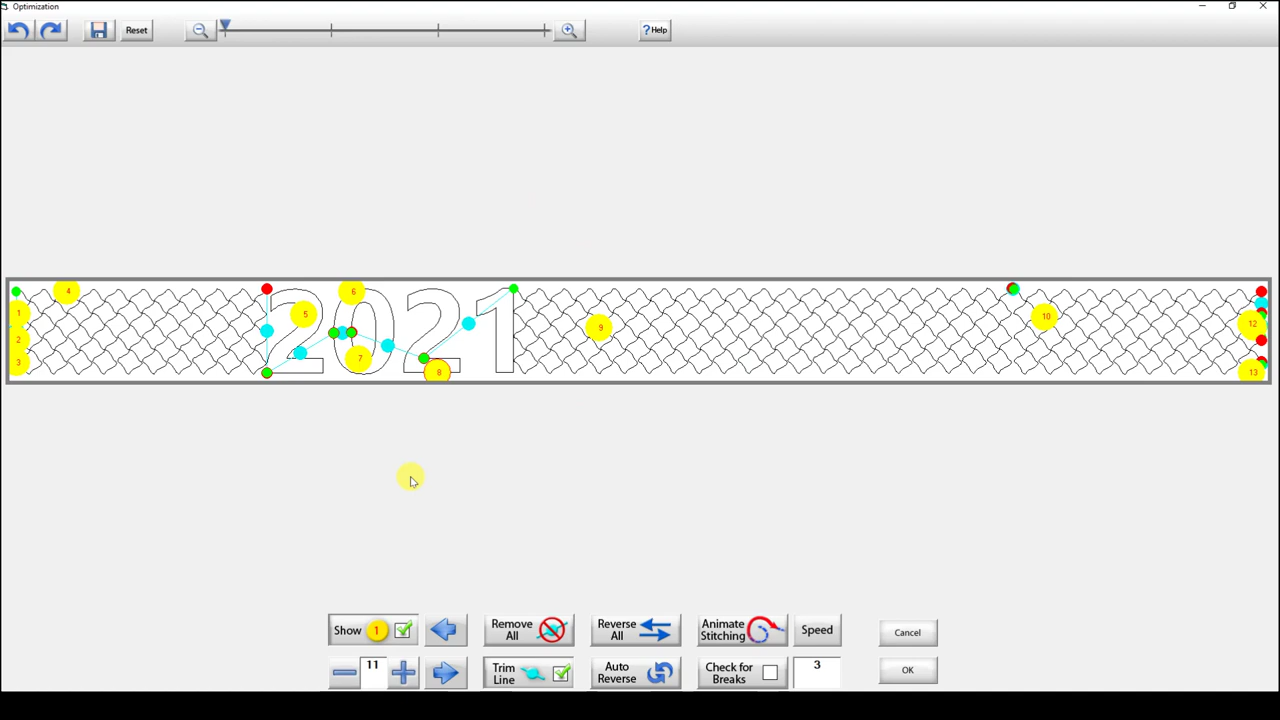 Optimization
Reset
?Help
4
6
1
5
2021
10
12
9
2
3
7
8
13
Show 1
Remove All
Reverse All
Animate Stitching
Speed
Cancel
11
Trim Line
Auto Reverse
Check for Breaks
3
OK